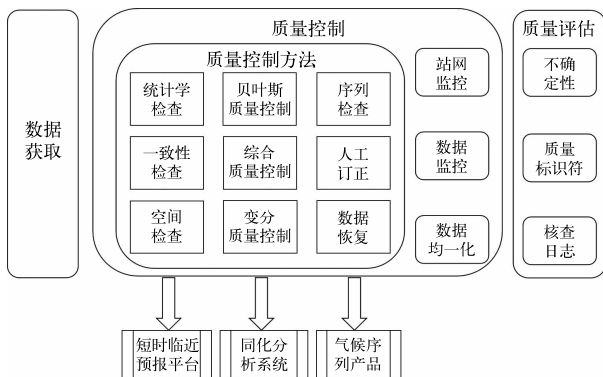 数据
获取
质量控制
质量控制方法
统计学
检查
贝叶斯
质量控制
序列
检查
一致性
检查
综合
质量控制
人工
订正
空间
检查
变分
质量控制
数据
恢复
站网
监控
数据
监控
数据
均一化
质量评估
不确
定性
质量
标识符
核查
日志
短时临近
预报平台
同化分
析系统
气候序
列产品